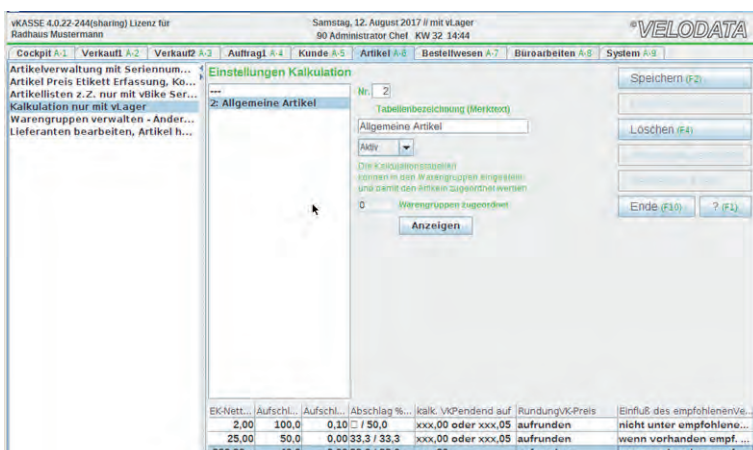 vKASSE 4.0.22-244(sharing) Lizenz für
Radhaus Mustermann
Samstag, 12. August 2017 // mit vLager
90 Administrator Chef KW 32 14:44
°VELODATA
Cockpit A-1 Verkauf1 A-2 Verkauf2 A-3 Auftrag1 A-4 Kunde A-5 Artikel A-6 Bestellwesen A-7 Büroarbeiten A-8 System A-9
Artikelverwaltung mit Seriennum...
Artikel Preis Etikett Erfassung, Ko...
Artikellisten z.Z. nur mit vBike Ser...
Kalkulation nur mit vLager
Warengruppen verwalten - Ander...
Lieferanten bearbeiten, Artikel h...
Einstellungen Kalkulation
---
2: Allgemeine Artikel
Nr. 2
Tabellenbezeichnung (Merktext)
Allgemeine Artikel
Aktiv
Die Kalkulationstabellen
können in den Warengruppen eingestellt
und damit den Artikeln zugeordnet werden
0 Warengruppen zugeordnet
Anzeigen
Speichern (F2)
Löschen (F4)
Ende (F10) ? (F1)
EK-Nett... Aufschl... Aufschl... Abschlag %... kalk. VKPendend auf RundungVK-Preis Einfluß des empfohlenenVe...
2,00 100,0 0,10 □ / 50,0 xxx,00 oder xxx,05 aufrunden nicht unter empfohlene...
25,00 50,0 0,00 33,3 / 33,3 xxx,00 oder xxx,05 aufrunden wenn vorhanden empf. ...